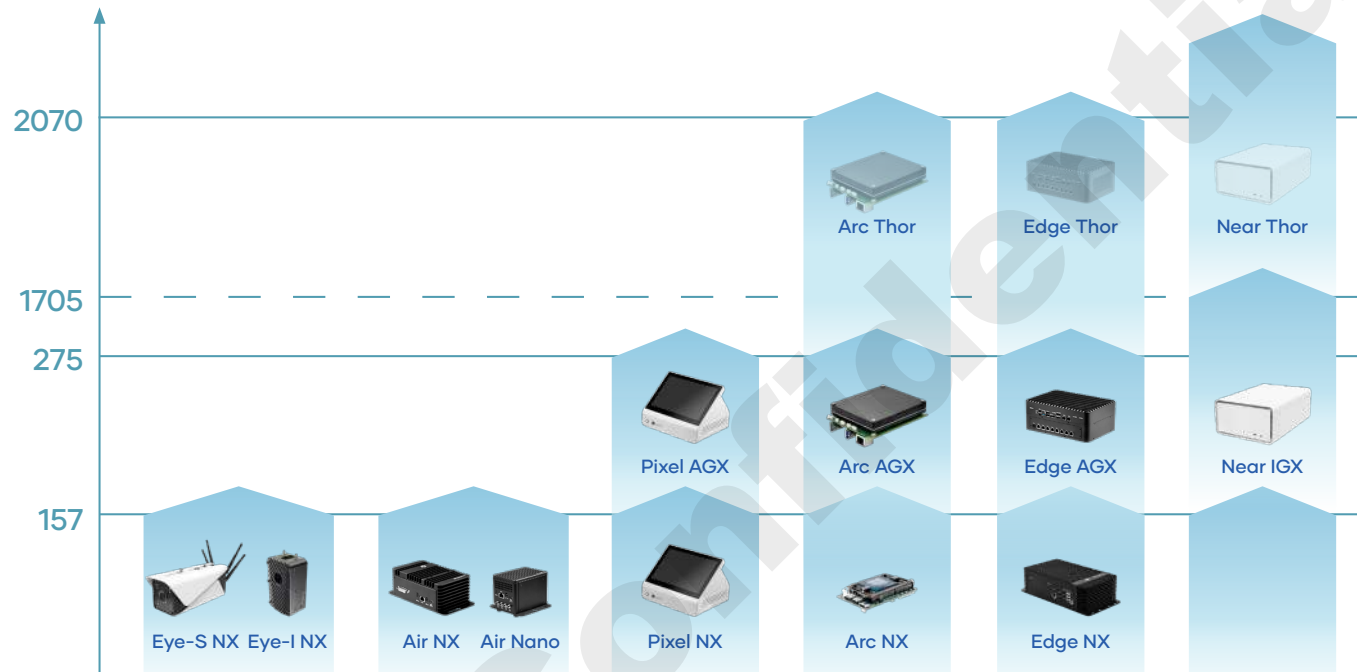 2070
Arc Thor Edge Thor Near Thor
1705
275
Pixel AGX Arc AGX Edge AGX Near IGX
157
Eye-S NX Eye-I NX Air NX Air Nano Pixel NX Arc NX Edge NX
Confidential